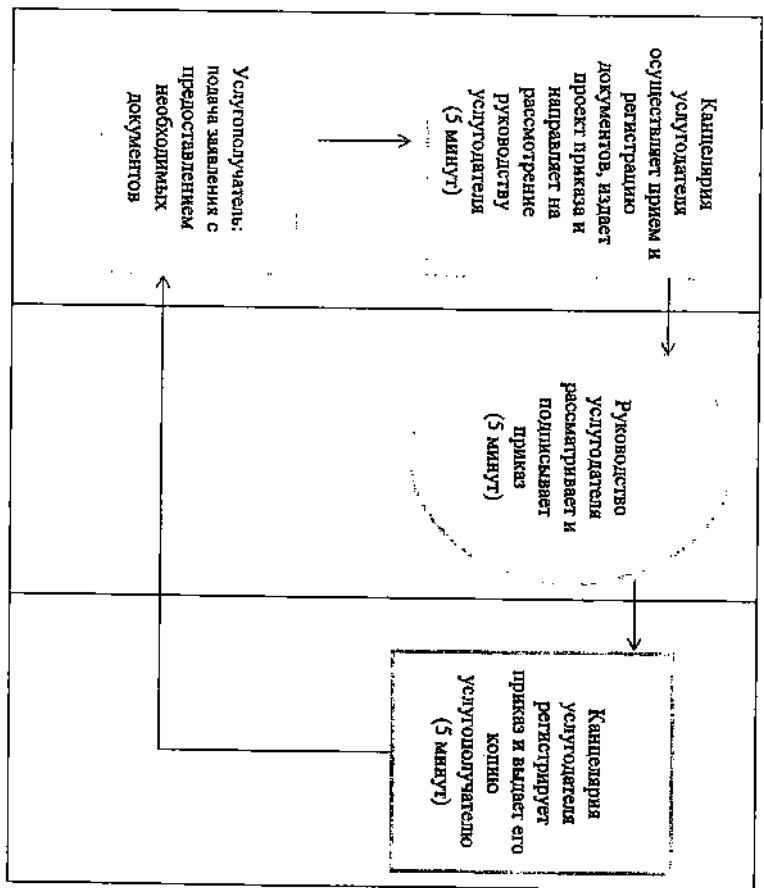 Канцелярия
услугодателя
осуществляет прием и
регистрацию
документов, издает
проект приказа и
направляет на
рассмотрение
руководству
услугодателя
(5 минут)
Услугополучатель:
подача заявления с
предоставлением
необходимых
документов
Руководство
услугодателя
рассматривает и
подписывает
приказ
(5 минут)
Канцелярия
услугодателя
регистрирует
приказ и выдает его
копию
услугополучателю
(5 минут)